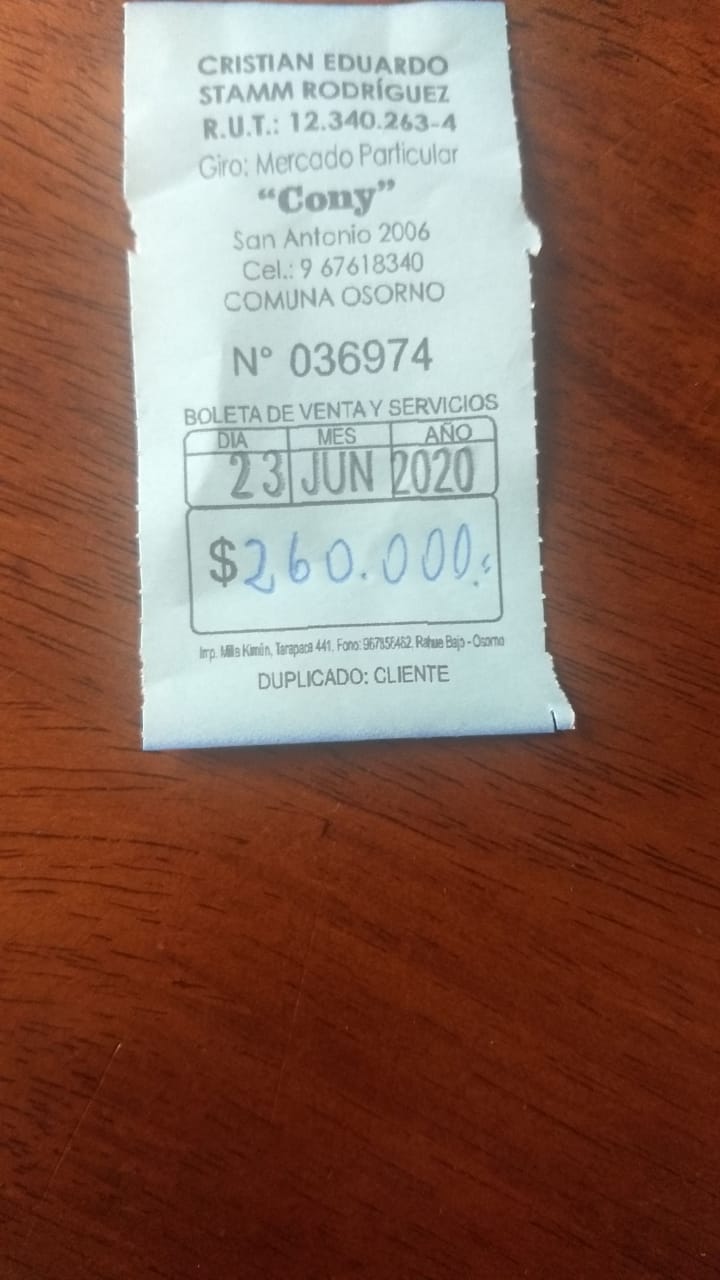 CRISTIAN EDUARDO
STAMM RODRÍGUEZ
R.U.T.: 12.340.263-4
Giro: Mercado Particular
“Cony”
San Antonio 2006
Cel.: 9 67618340
COMUNA OSORNO
N° 036974
BOLETA DE VENTA Y SERVICIOS
DIA MES AÑO
23 JUN 2020
$260.000.
Imp. Kimün, Tarapacá 441. Fono: Rahue Bajo - Osorno
DUPLICADO: CLIENTE